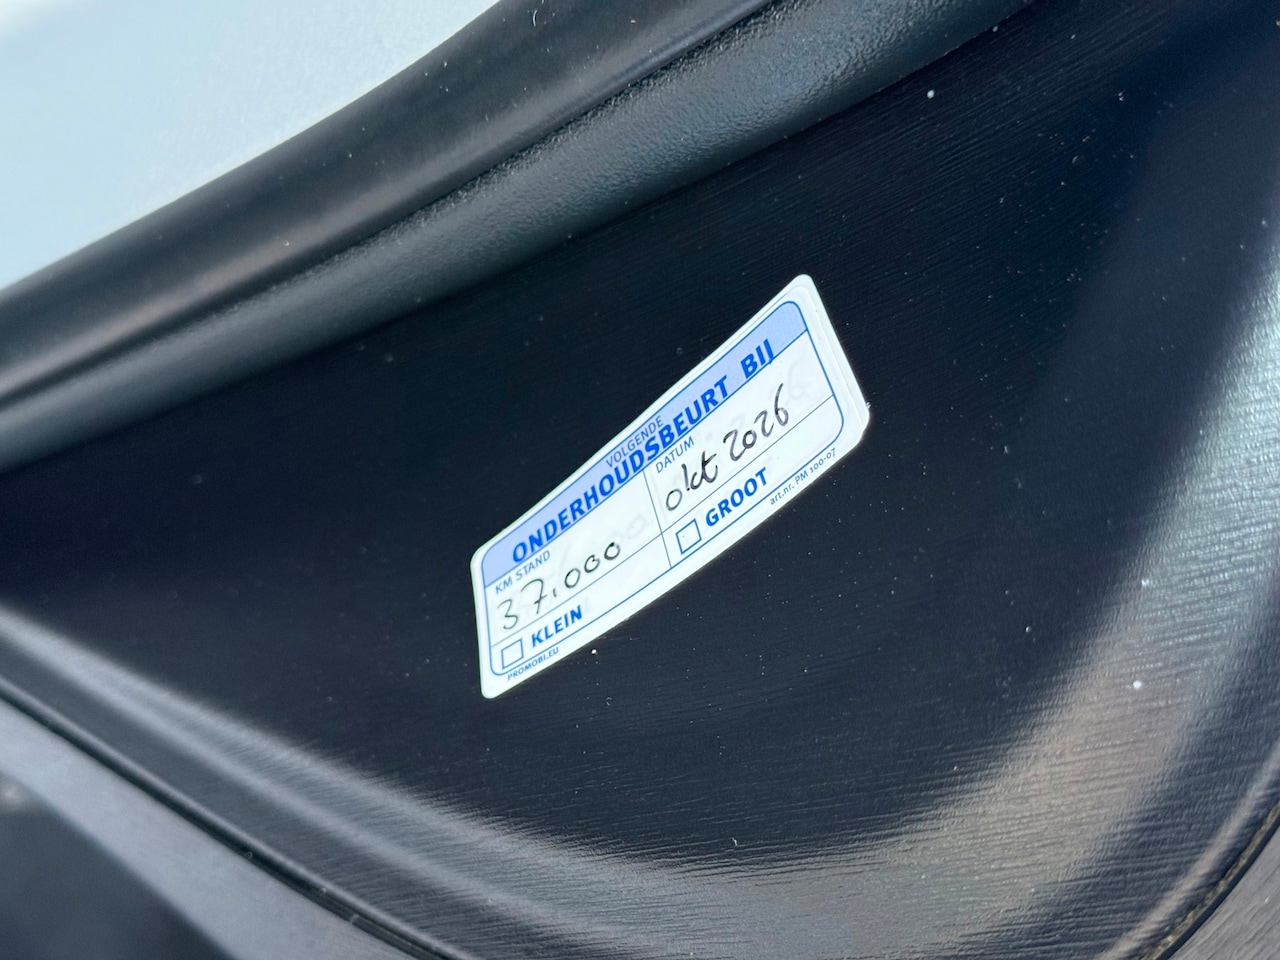 VOLGENDE
ONDERHOUDSBEURT BIJ
KM STAND
37.000
DATUM
okt 2026
KLEIN
GROOT
PROMOBI.EU
art.nr. PM 100-07